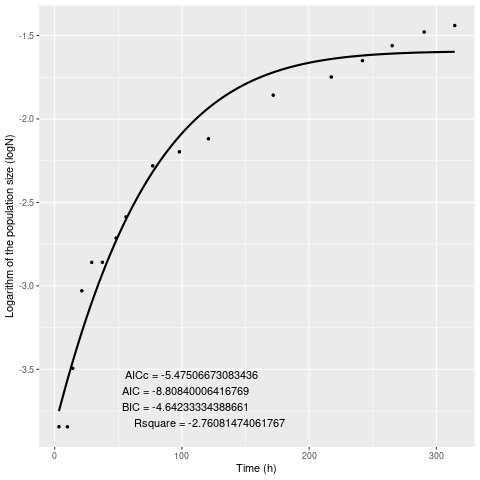 -1.5
-2.0
-2.5
-3.0
-3.5
Logarithm of the population size (logN)
AICc = -5.47506673083436
AIC = -8.80840006416769
BIC = -4.64233334388661
Rsquare = -2.76081474061767
0 100 200 300
Time (h)